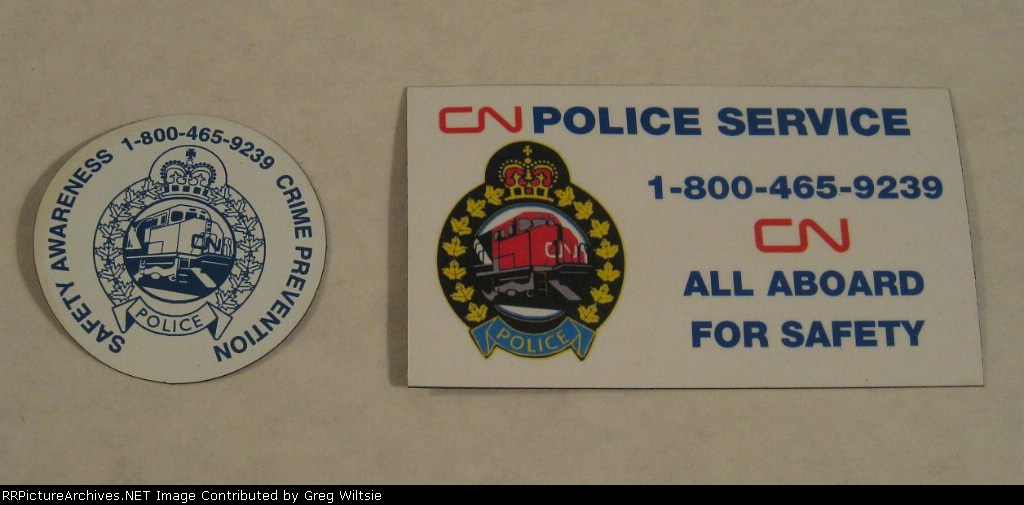 SAFETY AWARENESS 1-800-465-9239 CRIME PREVENTION
CN
POLICE
CN POLICE SERVICE
1-800-465-9239
CN
ALL ABOARD
FOR SAFETY
CN
POLICE
RRPictureArchives.NET Image Contributed by Greg Wiltsie